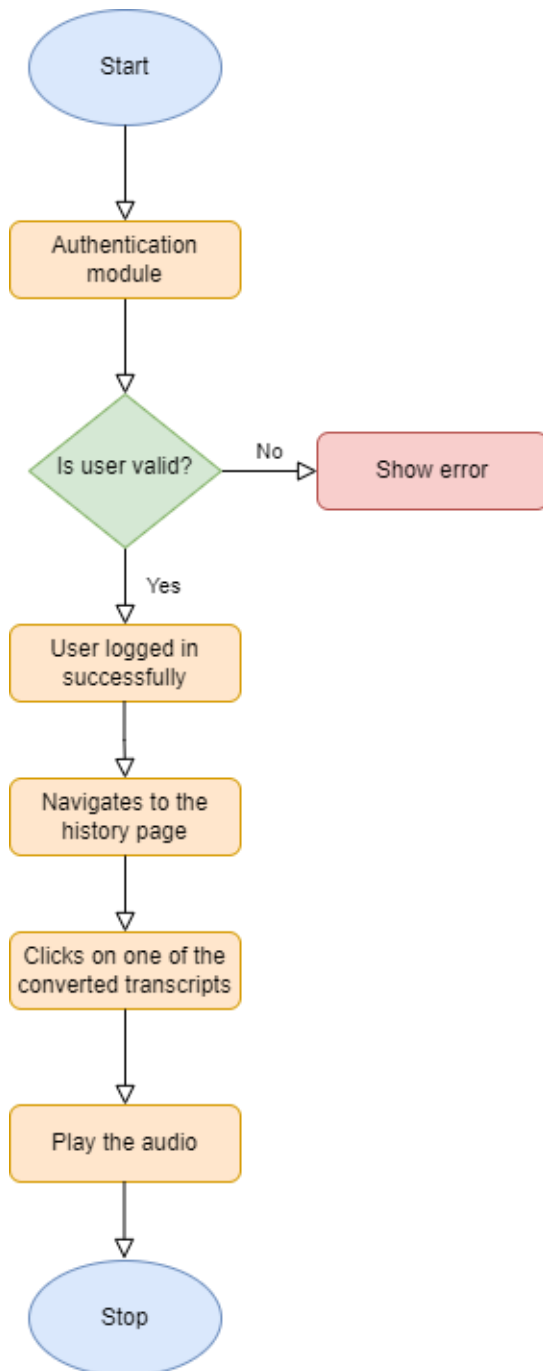 Start
Authentication
module
Is user valid?
No
Show error
Yes
User logged in
successfully
Navigates to the
history page
Clicks on one of the
converted transcripts
Play the audio
Stop